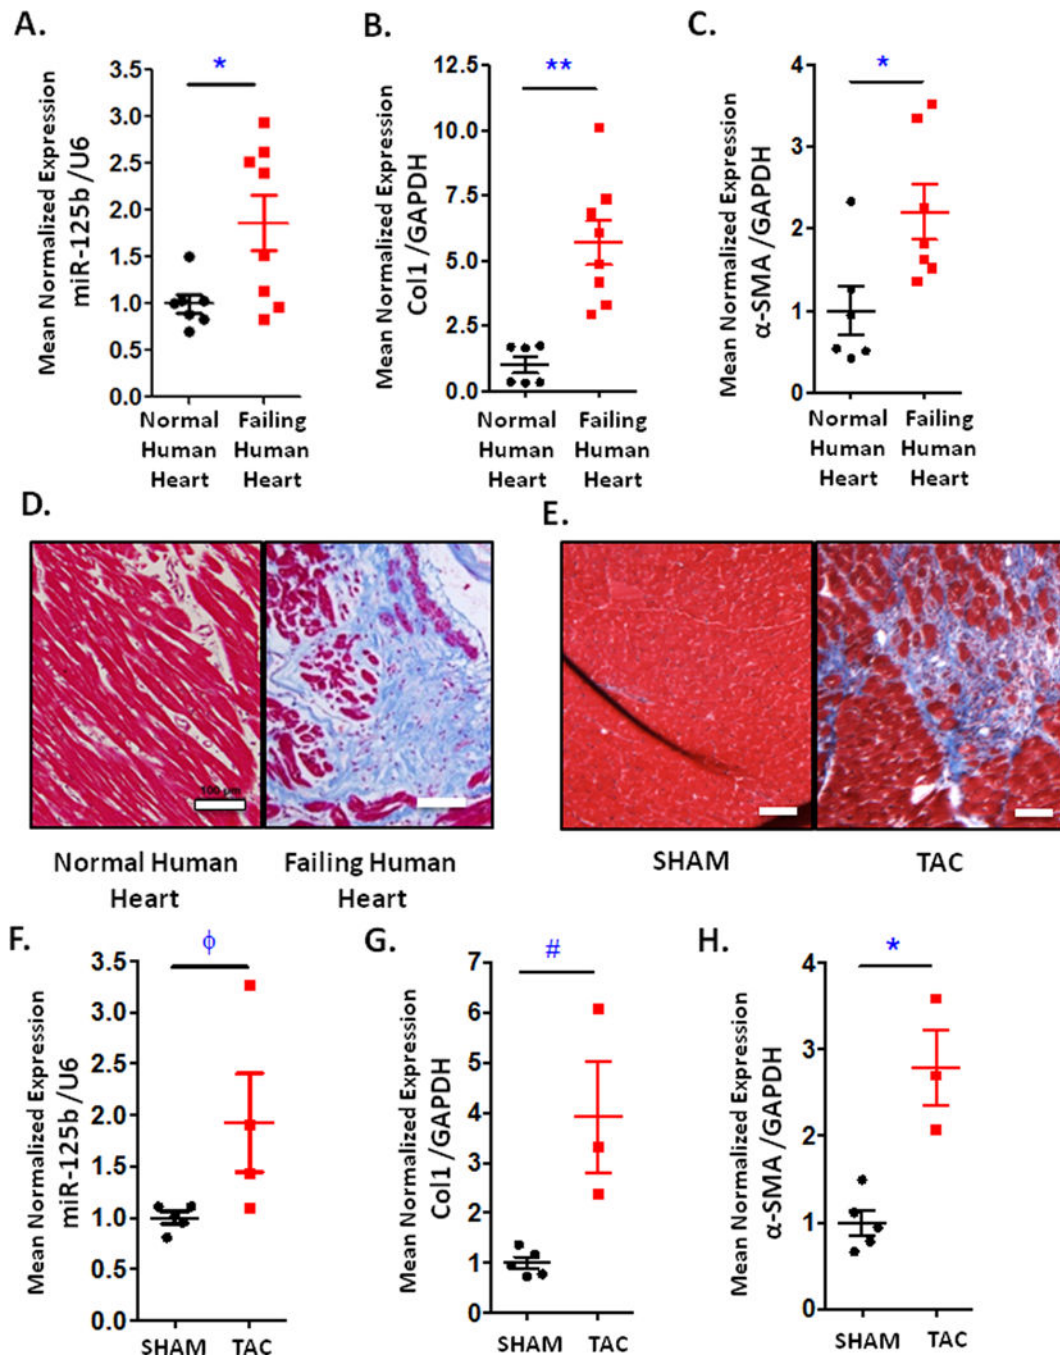 A.
Mean Normalized Expression
miR-125b /U6
3.5
3.0
2.5
2.0
1.5
1.0
0.5
0.0
*
Normal
Human
Heart
Failing
Human
Heart
B.
Mean Normalized Expression
Col1 /GAPDH
12.5
10.0
7.5
5.0
2.5
0.0
**
Normal
Human
Heart
Failing
Human
Heart
C.
Mean Normalized Expression
α-SMA /GAPDH
4
3
2
1
0
*
Normal
Human
Heart
Failing
Human
Heart
D.
100 µm
Normal Human
Heart
Failing Human
Heart
E.
SHAM
TAC
F.
Mean Normalized Expression
miR-125b /U6
3.5
3.0
2.5
2.0
1.5
1.0
0.5
0.0
ϕ
SHAM
TAC
G.
Mean Normalized Expression
Col1 /GAPDH
7
6
5
4
3
2
1
0
#
SHAM
TAC
H.
Mean Normalized Expression
α-SMA /GAPDH
4
3
2
1
0
*
SHAM
TAC